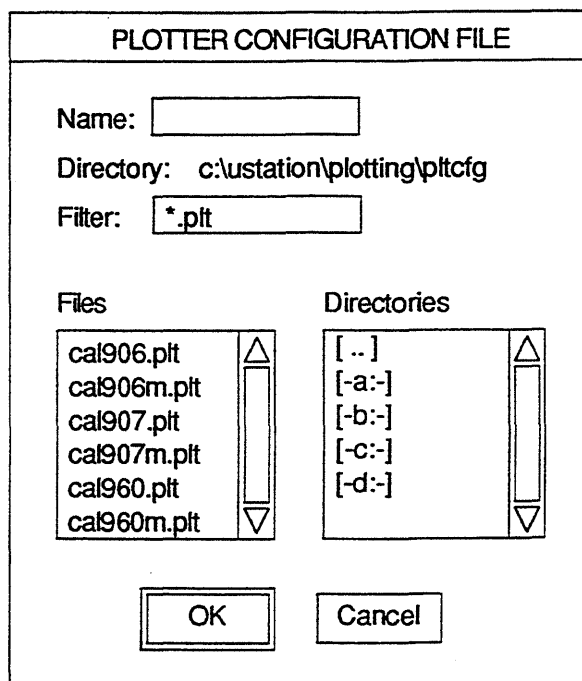 PLOTTER CONFIGURATION FILE
Name:
Directory: c:\ustation\plotting\pltcfg
Filter: *.plt
Files
cal906.plt
cal906m.plt
cal907.plt
cal907m.plt
cal960.plt
cal960m.plt
Directories
[ .. ]
[-a:-]
[-b:-]
[-c:-]
[-d:-]
OK Cancel